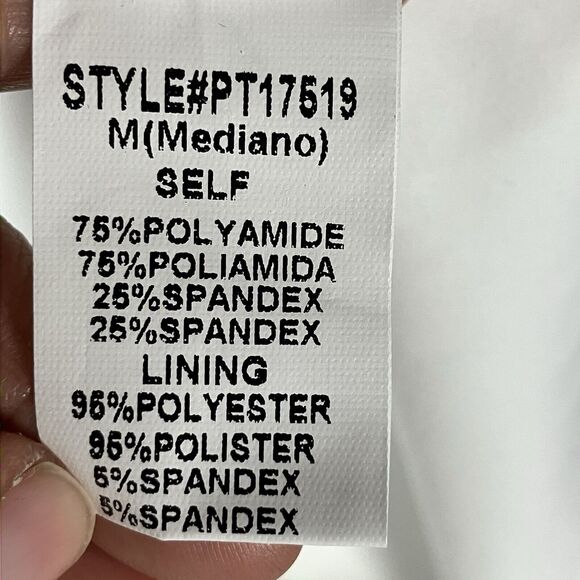 STYLE#PT17519
M(Mediano)
SELF
75%POLYAMIDE
75%POLIAMIDA
25%SPANDEX
25%SPANDEX
LINING
95%POLYESTER
95%POLISTER
5%SPANDEX
5%SPANDEX